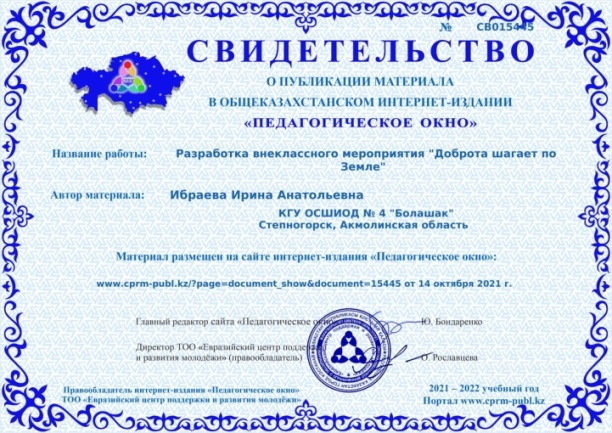 № СВ015445
СВИДЕТЕЛЬСТВО
О ПУБЛИКАЦИИ МАТЕРИАЛА
В ОБЩЕКАЗАХСТАНСКОМ ИНТЕРНЕТ-ИЗДАНИИ
«ПЕДАГОГИЧЕСКОЕ ОКНО»
Название работы: Разработка внеклассного мероприятия "Доброта шагает по
Земле"
Автор материала: Ибраева Ирина Анатольевна
КГУ ОСШИОД № 4 "Болашак"
Степногорск, Акмолинская область
Материал размещен на сайте интернет-издания «Педагогическое окно»:
www.cprm-publ.kz/?page=document_show&document=15445 от 14 октября 2021 г.
Главный редактор сайта «Педагогическое окно» Ю. Бондаренко
Директор ТОО «Евразийский центр поддержки
и развития молодёжи» (правообладатель) О. Рославцева
Правообладатель интернет-издания «Педагогическое окно»
ТОО «Евразийский центр поддержки и развития молодёжи»
2021 – 2022 учебный год
Портал www.cprm-publ.kz